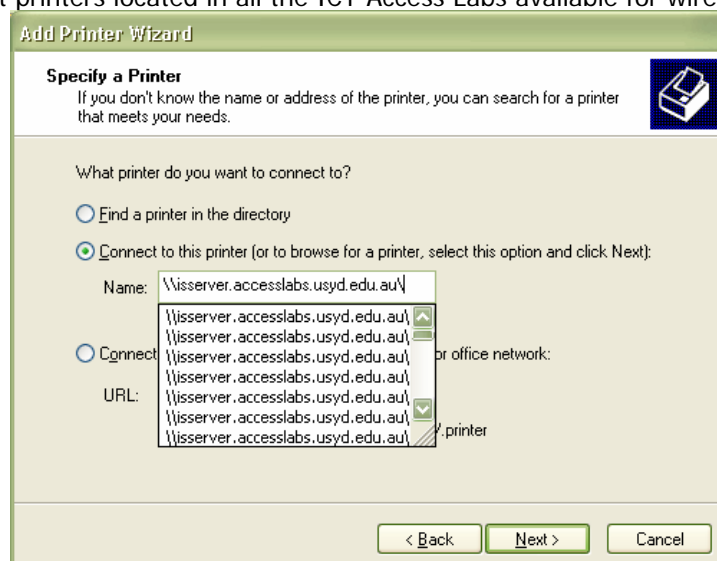 printers located in all the ICT Access Labs available for
Add Printer Wizard
Specify a Printer
If you don't know the name or address of the printer, you can search for a printer
that meets your needs.
What printer do you want to connect to?
Find a printer in the directory
Connect to this printer (or to browse for a printer, select this option and click Next):
Name: \\isserver.accesslabs.usyd.edu.au\
\\isserver.accesslabs.usyd.edu.au\
\\isserver.accesslabs.usyd.edu.au\
\\isserver.accesslabs.usyd.edu.au\
\\isserver.accesslabs.usyd.edu.au\
\\isserver.accesslabs.usyd.edu.au\
\\isserver.accesslabs.usyd.edu.au\
\\isserver.accesslabs.usyd.edu.au\
Connect or office network:
URL:
.printer
< Back Next > Cancel